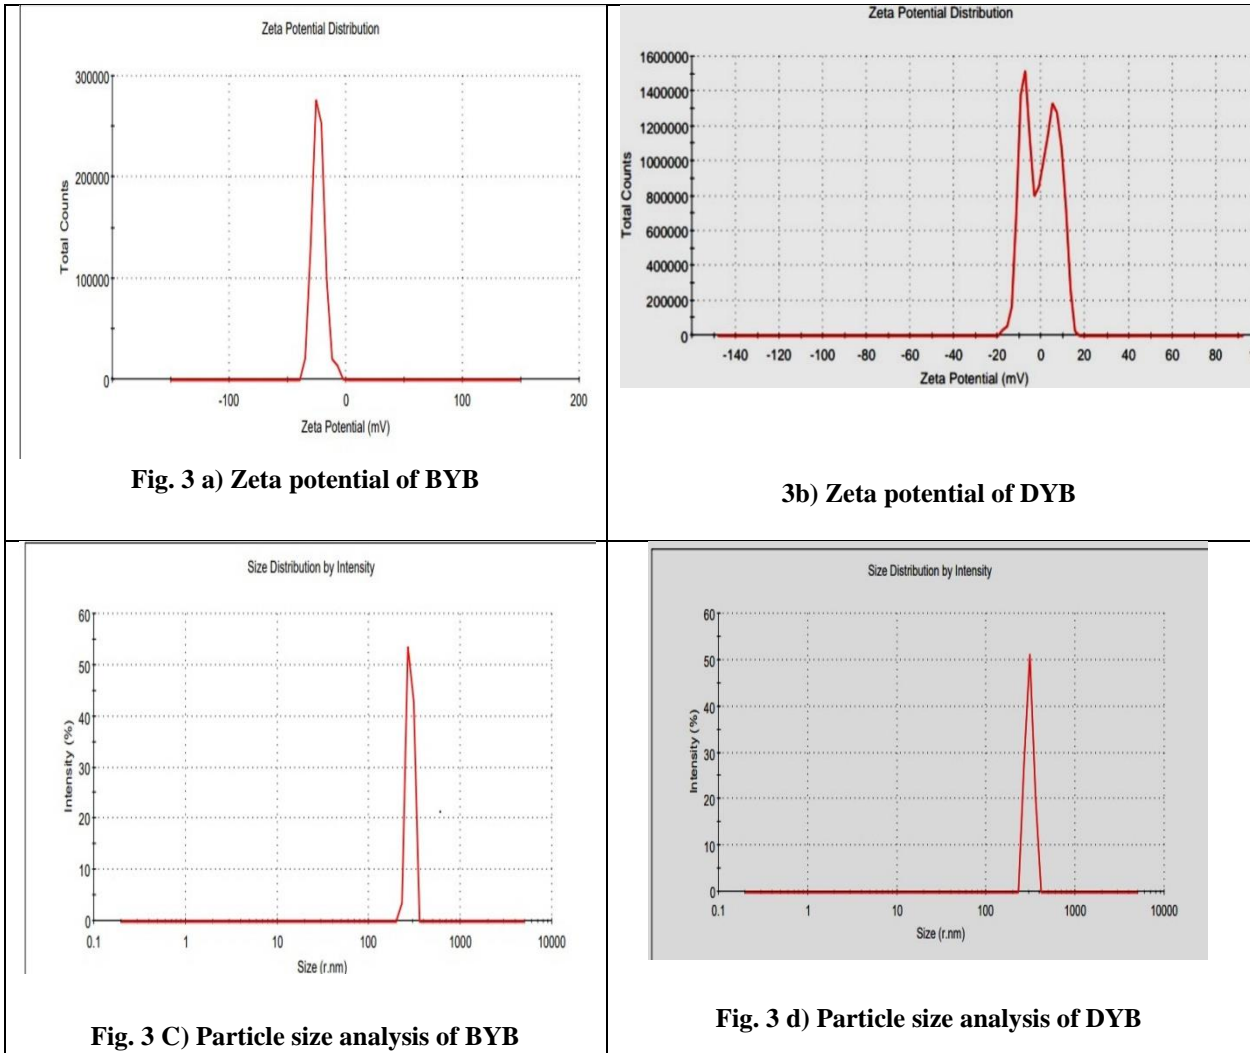 Zeta Potential Distribution
300000
200000
100000
0
Total Counts
-100
0
100
200
Zeta Potential (mV)
Fig. 3 a) Zeta potential of BYB
Zeta Potential Distribution
1600000
1400000
1200000
1000000
800000
600000
400000
200000
0
Total Counts
-140 -120 -100 -80 -60 -40 -20 0 20 40 60 80
Zeta Potential (mV)
3b) Zeta potential of DYB
Size Distribution by Intensity
60
50
40
30
20
10
0
Intensity (%)
0.1 1 10 100 1000 10000
Size (r.nm)
Fig. 3 C) Particle size analysis of BYB
Size Distribution by Intensity
60
50
40
30
20
10
0
Intensity (%)
0.1 1 10 100 1000 10000
Size (r.nm)
Fig. 3 d) Particle size analysis of DYB